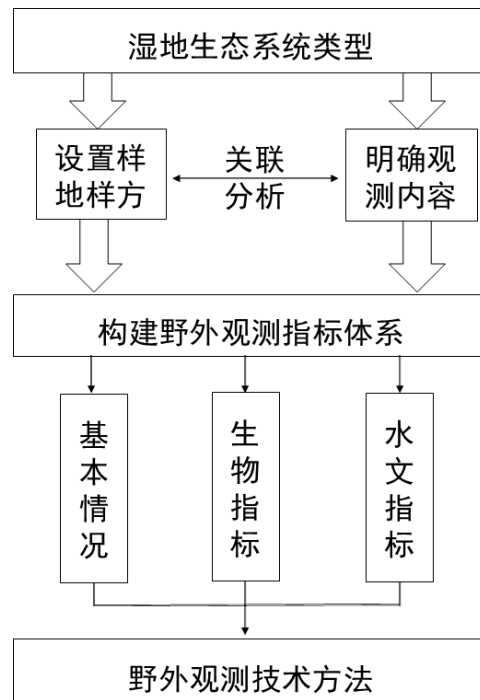 湿地生态系统类型
设置样
地样方
关联
分析
明确观
测内容
构建野外观测指标体系
基本情况
生物指标
水文指标
野外观测技术方法